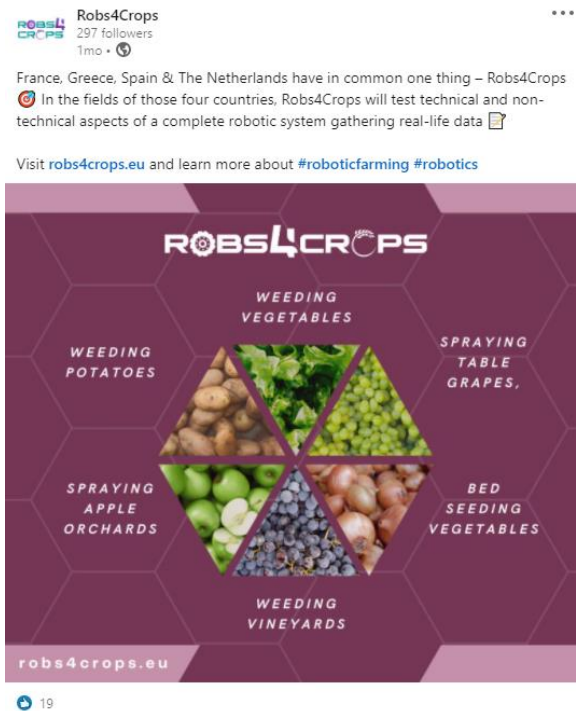 ROBS4CROPS
Robs4Crops
297 followers
1mo •
France, Greece, Spain & The Netherlands have in common one thing – Robs4Crops
🎯 In the fields of those four countries, Robs4Crops will test technical and non-
technical aspects of a complete robotic system gathering real-life data 📝
Visit robs4crops.eu and learn more about #roboticfarming #robotics
ROBS4CROPS
WEEDING
VEGETABLES
WEEDING
POTATOES
SPRAYING
TABLE
GRAPES,
SPRAYING
APPLE
ORCHARDS
BED
SEEDING
VEGETABLES
WEEDING
VINEYARDS
robs4crops.eu
19